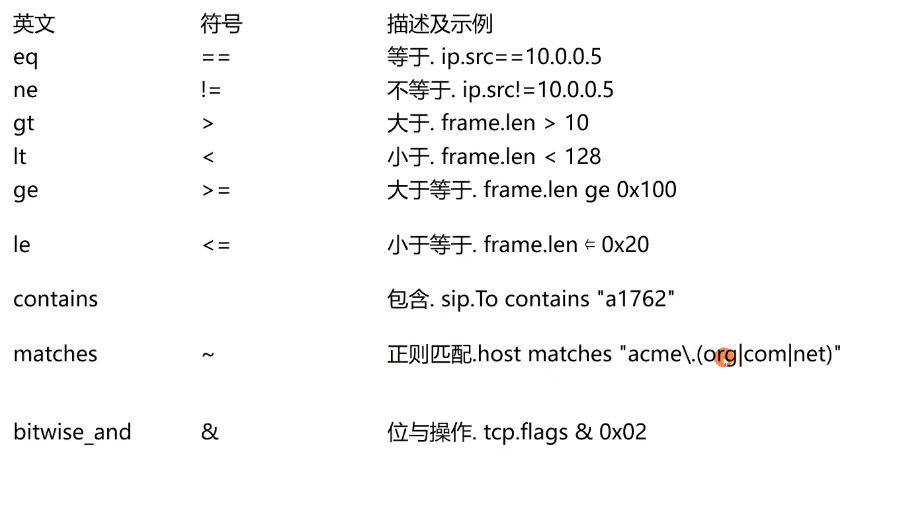 英文 符号 描述及示例
eq == 等于. ip.src==10.0.0.5
ne != 不等于. ip.src!=10.0.0.5
gt > 大于. frame.len > 10
lt < 小于. frame.len < 128
ge >= 大于等于. frame.len ge 0x100
le <= 小于等于. frame.len ⋸ 0x20
contains 包含. sip.To contains "a1762"
matches ~ 正则匹配.host matches "acme\.(org|com|net)"
bitwise_and & 位与操作. tcp.flags & 0x02